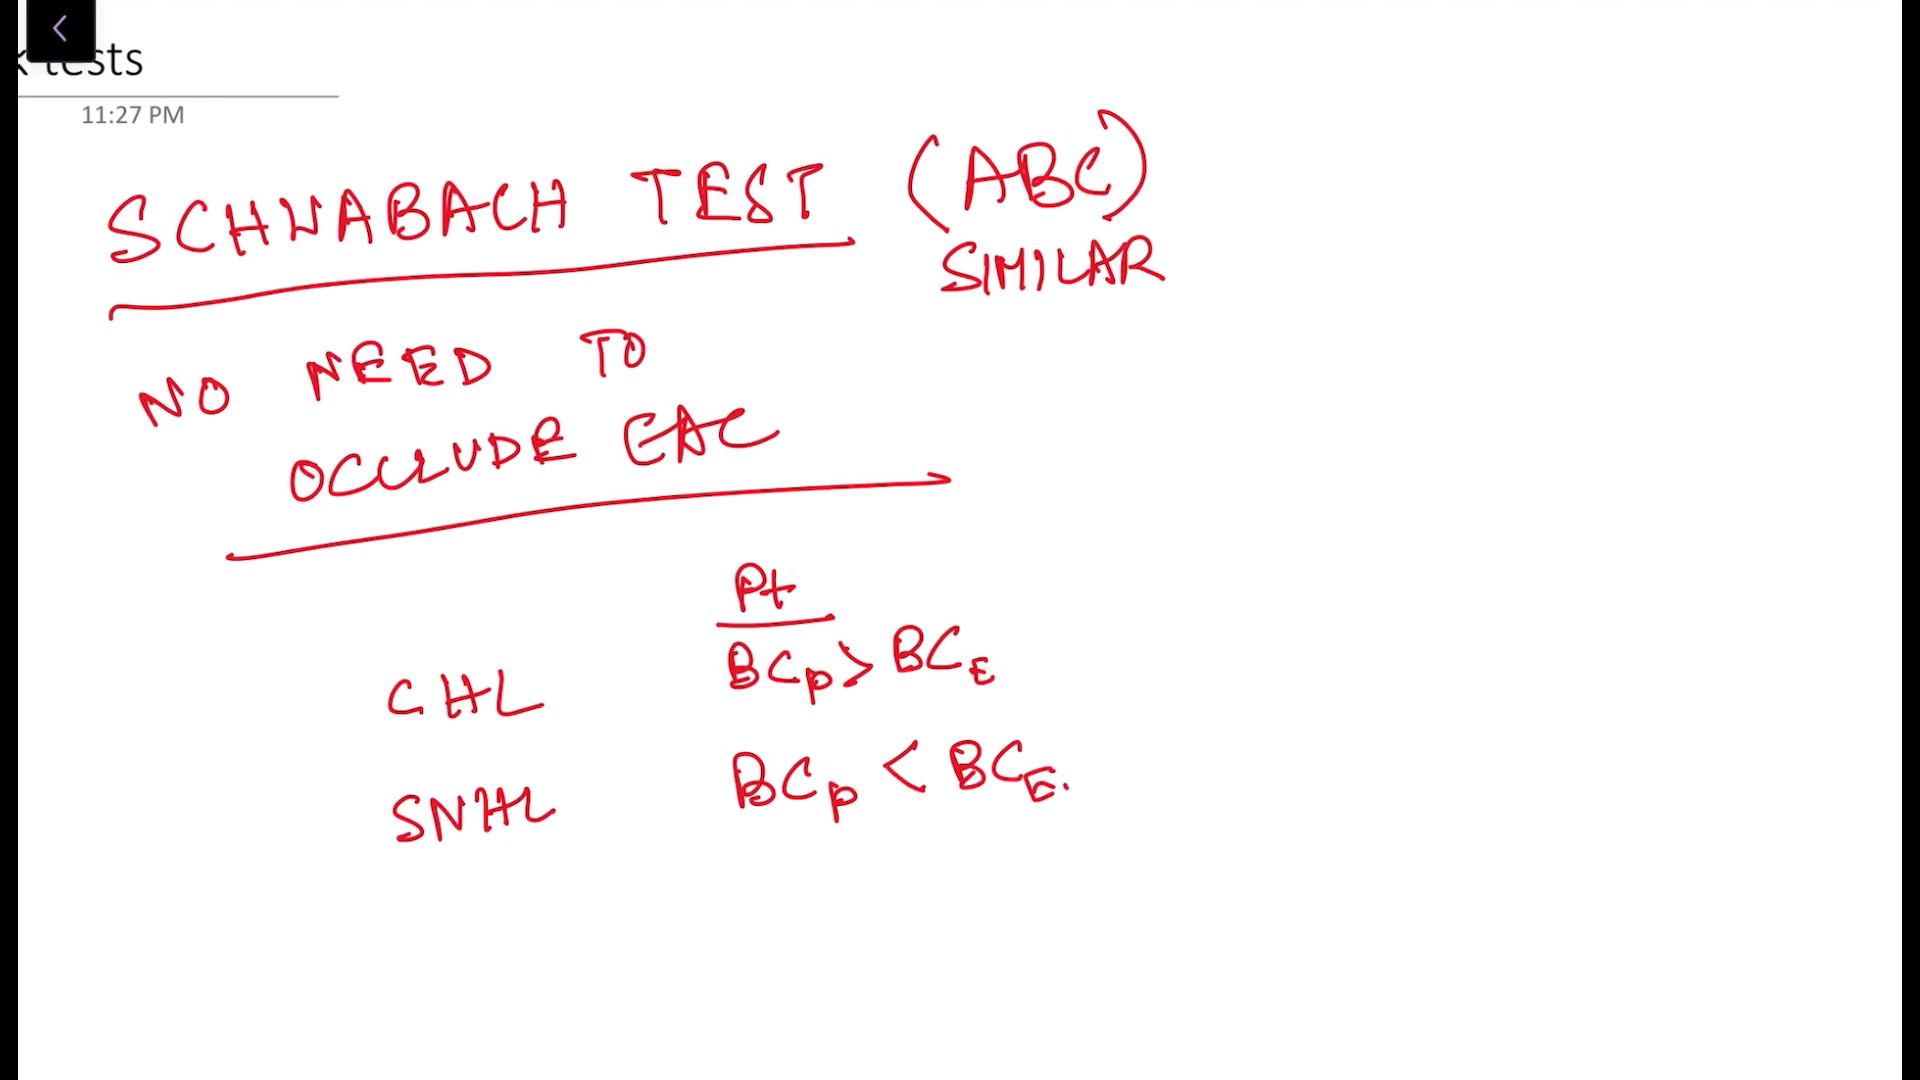 tests
11:27 PM
SCHWABACH TEST (ABC)
SIMILAR
NO NEED TO
OCCLUDE EAC
Pt
CHL BCp > BCE
SNHL BCp < BCE.